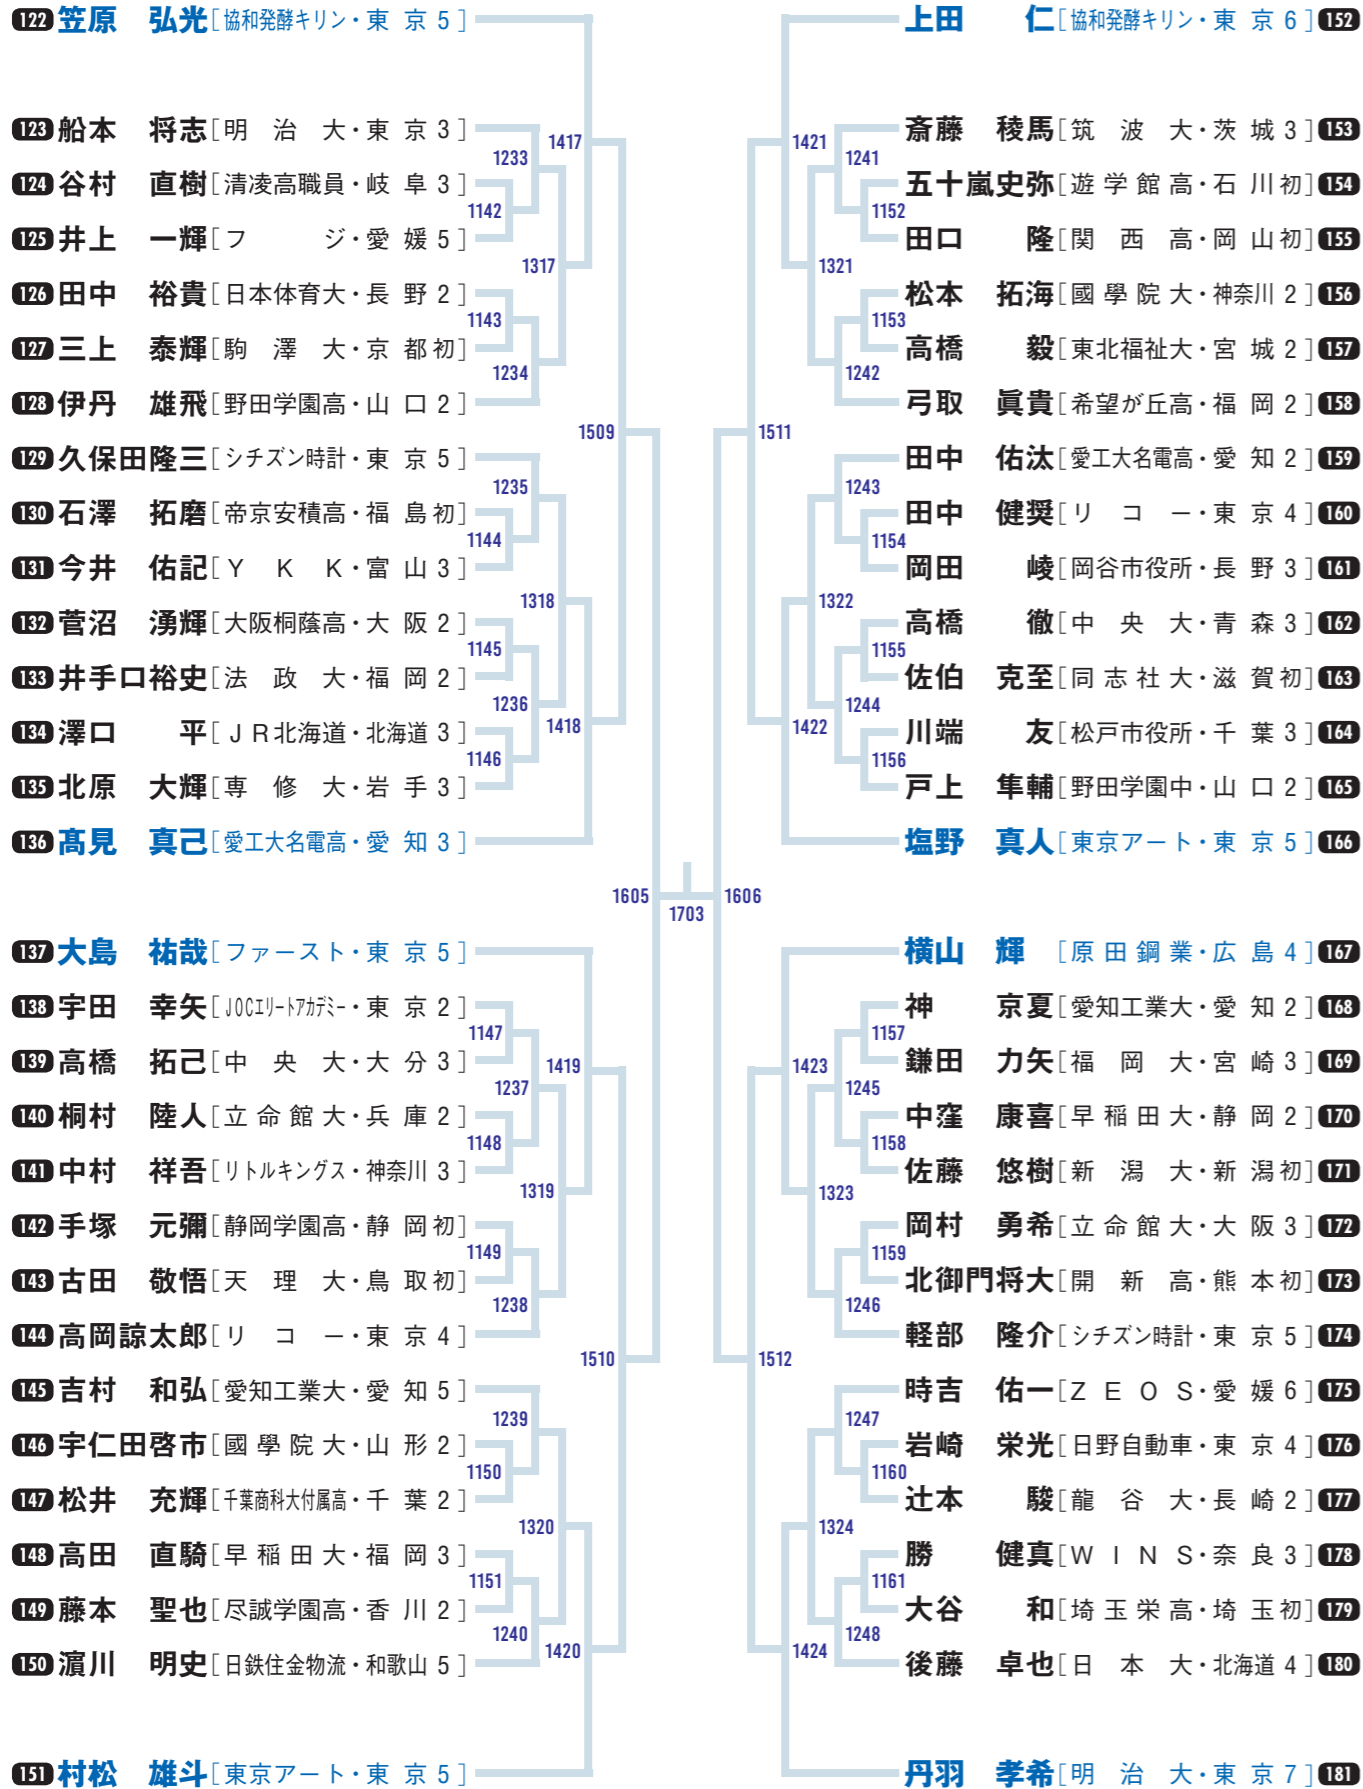 122 笠原 弘光[協和発酵キリン・東 京 5]
123 船本 将志[明 治 大・東 京 3]
124 谷村 直樹[清凌高職員・岐 阜 3]
125 井上 一輝[フ ジ・愛 媛 5]
126 田中 裕貴[日本体育大・長 野 2]
127 三上 泰輝[駒 澤 大・京 都 初]
128 伊丹 雄飛[野田学園高・山 口 2]
129 久保田隆三[シチズン時計・東 京 5]
130 石澤 拓磨[帝京安積高・福 島 初]
131 今井 佑記[Y K K・富 山 3]
132 菅沼 湧輝[大阪桐蔭高・大 阪 2]
133 井手口裕史[法 政 大・福 岡 2]
134 澤口 平[JR北海道・北海道 3]
135 北原 大輝[専 修 大・岩 手 3]
136 髙見 真己[愛工大名電高・愛 知 3]
137 大島 祐哉[ファースト・東 京 5]
138 宇田 幸矢[JOCエリートアカデミー・東 京 2]
139 高橋 拓己[中 央 大・大 分 3]
140 桐村 陸人[立 命 館 大・兵 庫 2]
141 中村 祥吾[リトルキングス・神奈川 3]
142 手塚 元彌[静岡学園高・静 岡 初]
143 古田 敬悟[天 理 大・鳥 取 初]
144 高岡諒太郎[リ コ ー・東 京 4]
145 吉村 和弘[愛知工業大・愛 知 5]
146 宇仁田啓市[國 學 院 大・山 形 2]
147 松井 充輝[千葉商科大付属高・千 葉 2]
148 高田 直騎[早 稲 田 大・福 岡 3]
149 藤本 聖也[尽誠学園高・香 川 2]
150 濵川 明史[日鉄住金物流・和歌山 5]
151 村松 雄斗[東京アート・東 京 5]
1142
1143
1144
1145
1146
1147
1148
1149
1150
1151
1233
1234
1235
1236
1237
1238
1239
1240
1317
1318
1319
1320
1417
1418
1419
1420
1509
1510
1605
1703
1606
1511
1512
1421
1422
1423
1424
1321
1322
1323
1324
1241
1242
1243
1244
1245
1246
1247
1248
1152
1153
1154
1155
1156
1157
1158
1159
1160
1161
上田 仁[協和発酵キリン・東 京 6] 152
斎藤 稜馬[筑 波 大・茨 城 3] 153
五十嵐史弥[遊 学 館 高・石 川 初] 154
田口 隆[関 西 高・岡 山 初] 155
松本 拓海[國 學 院 大・神奈川 2] 156
高橋 毅[東北福祉大・宮 城 2] 157
弓取 眞貴[希望が丘高・福 岡 2] 158
田中 佑汰[愛工大名電高・愛 知 2] 159
田中 健奨[リ コ ー・東 京 4] 160
岡田 崚[岡谷市役所・長 野 3] 161
高橋 徹[中 央 大・青 森 3] 162
佐伯 克至[同 志 社 大・滋 賀 初] 163
川端 友[松戸市役所・千 葉 3] 164
戸上 隼輔[野田学園中・山 口 2] 165
塩野 真人[東京アート・東 京 5] 166
横山 輝[原 田 鋼 業・広 島 4] 167
神 京夏[愛知工業大・愛 知 2] 168
鎌田 力矢[福 岡 大・宮 崎 3] 169
中窪 康喜[早 稲 田 大・静 岡 2] 170
佐藤 悠樹[新 潟 大・新 潟 初] 171
岡村 勇希[立 命 館 大・大 阪 3] 172
北御門将大[開 新 高・熊 本 初] 173
軽部 隆介[シチズン時計・東 京 5] 174
時吉 佑一[Z E O S・愛 媛 6] 175
岩崎 栄光[日野自動車・東 京 4] 176
辻本 駿[龍 谷 大・長 崎 2] 177
勝 健真[W I N S・奈 良 3] 178
大谷 和[埼 玉 栄 高・埼 玉 初] 179
後藤 卓也[日 本 大・北海道 4] 180
丹羽 孝希[明 治 大・東 京 7] 181